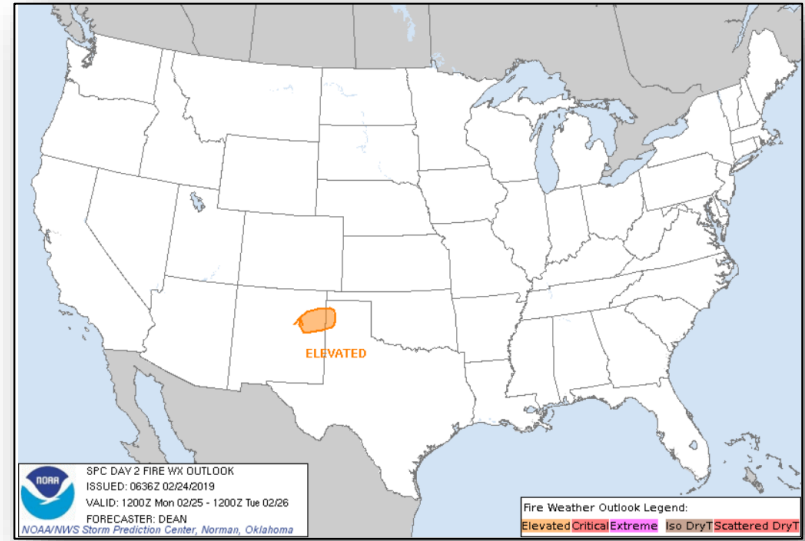 ELEVATED
NOAA
SPC DAY 2 FIRE WX OUTLOOK
ISSUED: 0636Z 02/24/2019
VALID: 1200Z Mon 02/25 - 1200Z Tue 02/26
FORECASTER: DEAN
NOAA/NWS Storm Prediction Center, Norman, Oklahoma
Fire Weather Outlook Legend:
Elevated Critical Extreme Iso DryT Scattered DryT